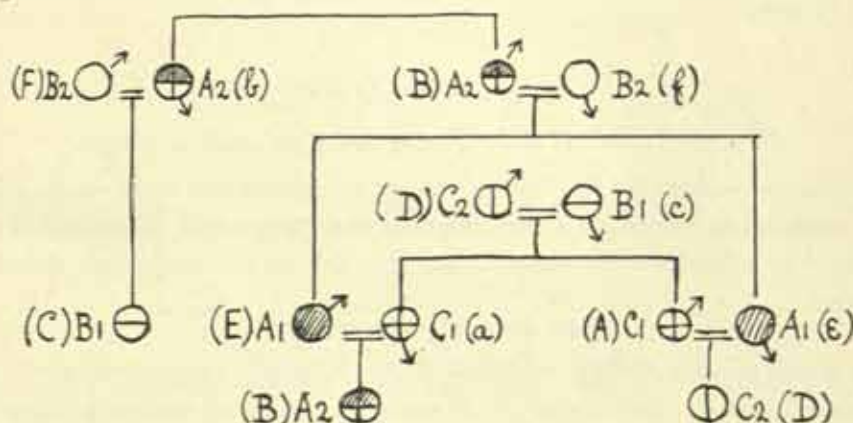 (F)B2 A2(b) (B)A2 B2(f)
(D)C2 B1(c)
(C)B1 (E)A1 C1(a) (A)C1 A1(ε)
(B)A2 C2(D)